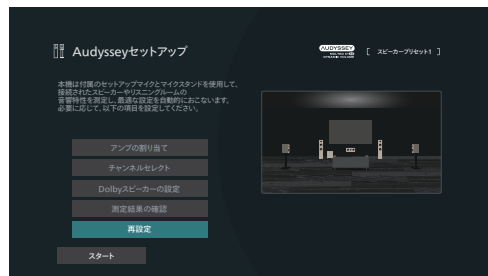 Audysseyセットアップ
AUDYSSEY
[ スピーカープリセット1 ]
本機は付属のセットアップマイクとマイクスタンドを使用して、
接続されたスピーカーやリスニングルームの
音響特性を測定し、最適な設定を自動的におこないます。
必要に応じて、以下の項目を設定してください。
アンプの割り当て
チャンネルセレクト
Dolbyスピーカーの設定
測定結果の確認
再設定
スタート